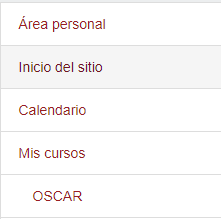 Área personal
Inicio del sitio
Calendario
Mis cursos
OSCAR